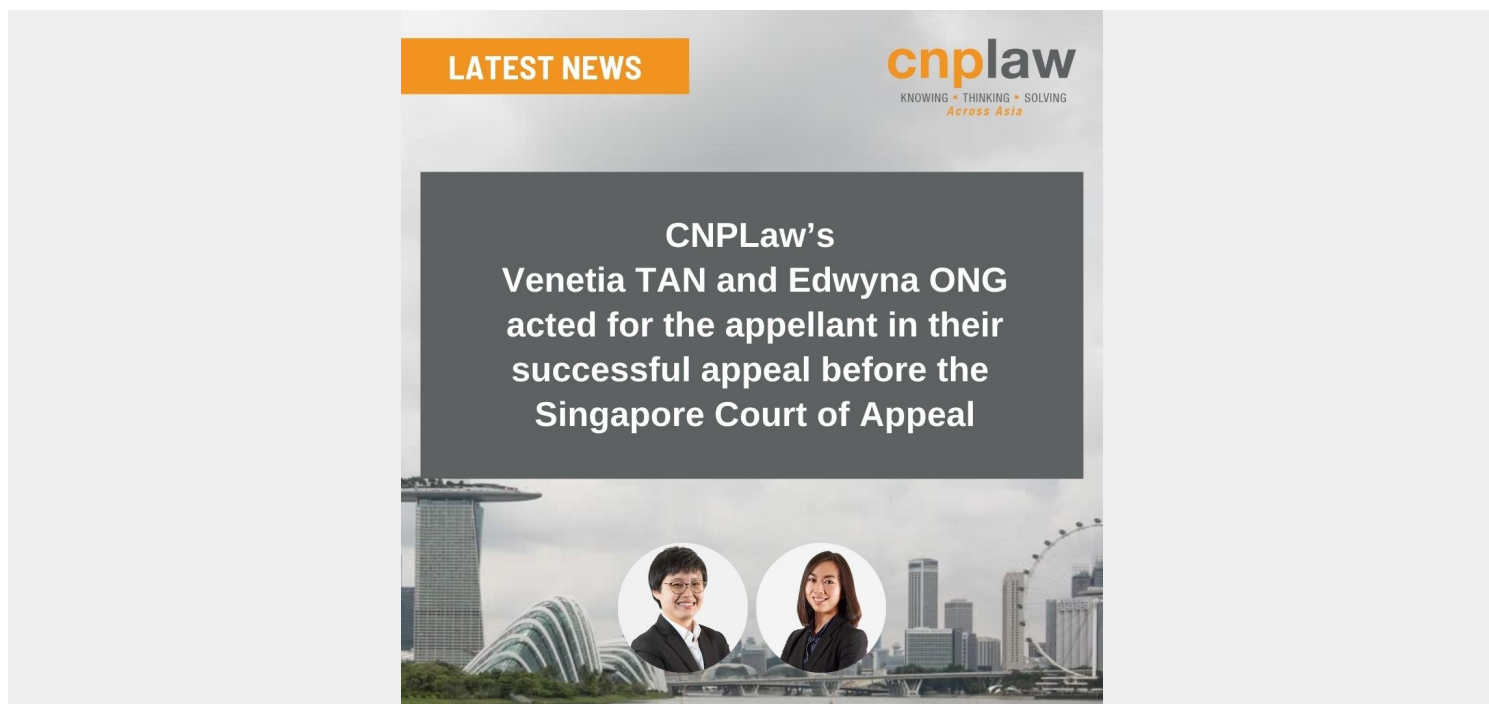 LATEST NEWS
cnplaw
KNOWING • THINKING • SOLVING
Across Asia
CNPLaw’s
Venetia TAN and Edwyna ONG
acted for the appellant in their
successful appeal before the
Singapore Court of Appeal